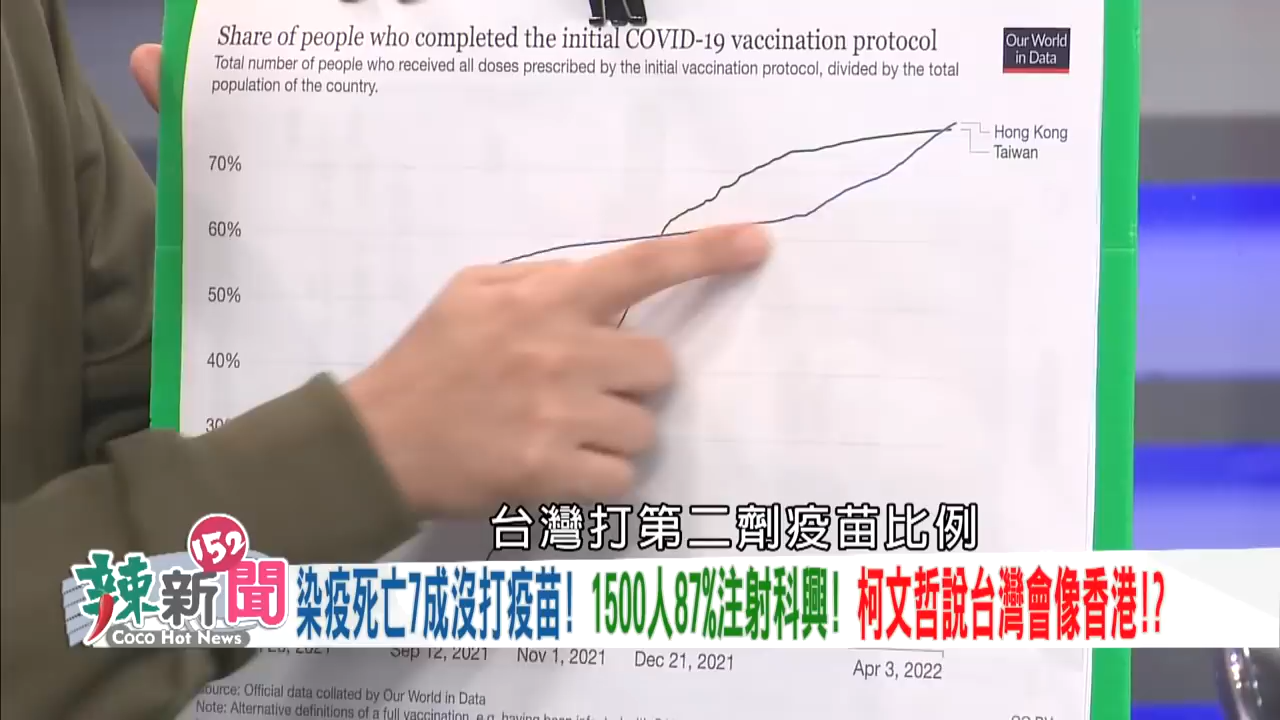 Share of people who completed the initial COVID-19 vaccination protocol
Our World
in Data
Total number of people who received all doses prescribed by the initial vaccination protocol, divided by the total
population of the country.
Hong Kong
Taiwan
70%
60%
50%
40%
台灣打第二劑疫苗比例
152
辣新聞
Coco Hot News
染疫死亡7成沒打疫苗! 1500人87%注射科興! 柯文哲說台灣會像香港!?
Sep 12, 2021 Nov 1, 2021 Dec 21, 2021 Apr 3, 2022
Source: Official data collated by Our World in Data
Note: Alternative definitions of a full vaccination, e.g. having been infected with